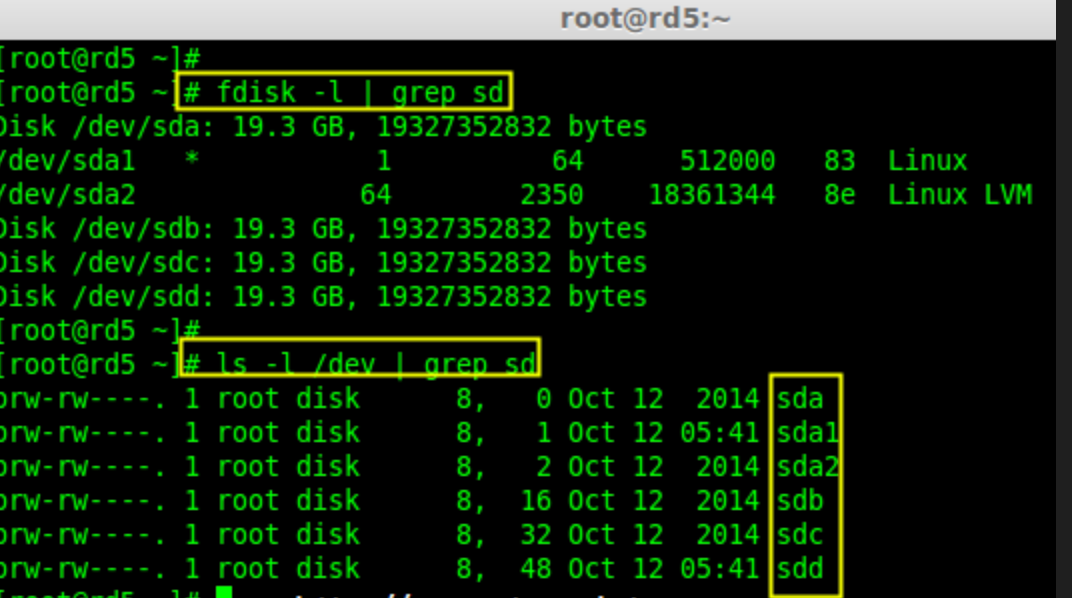 root@rd5:~
[root@rd5 ~]#
[root@rd5 ~]# fdisk -l | grep sd
Disk /dev/sda: 19.3 GB, 19327352832 bytes
/dev/sda1 * 1 64 512000 83 Linux
/dev/sda2 64 2350 18361344 8e Linux LVM
Disk /dev/sdb: 19.3 GB, 19327352832 bytes
Disk /dev/sdc: 19.3 GB, 19327352832 bytes
Disk /dev/sdd: 19.3 GB, 19327352832 bytes
[root@rd5 ~]#
[root@rd5 ~]# ls -l /dev | grep sd
brw-rw----. 1 root disk 8, 0 Oct 12 2014 sda
brw-rw----. 1 root disk 8, 1 Oct 12 05:41 sda1
brw-rw----. 1 root disk 8, 2 Oct 12 2014 sda2
brw-rw----. 1 root disk 8, 16 Oct 12 2014 sdb
brw-rw----. 1 root disk 8, 32 Oct 12 2014 sdc
brw-rw----. 1 root disk 8, 48 Oct 12 05:41 sdd